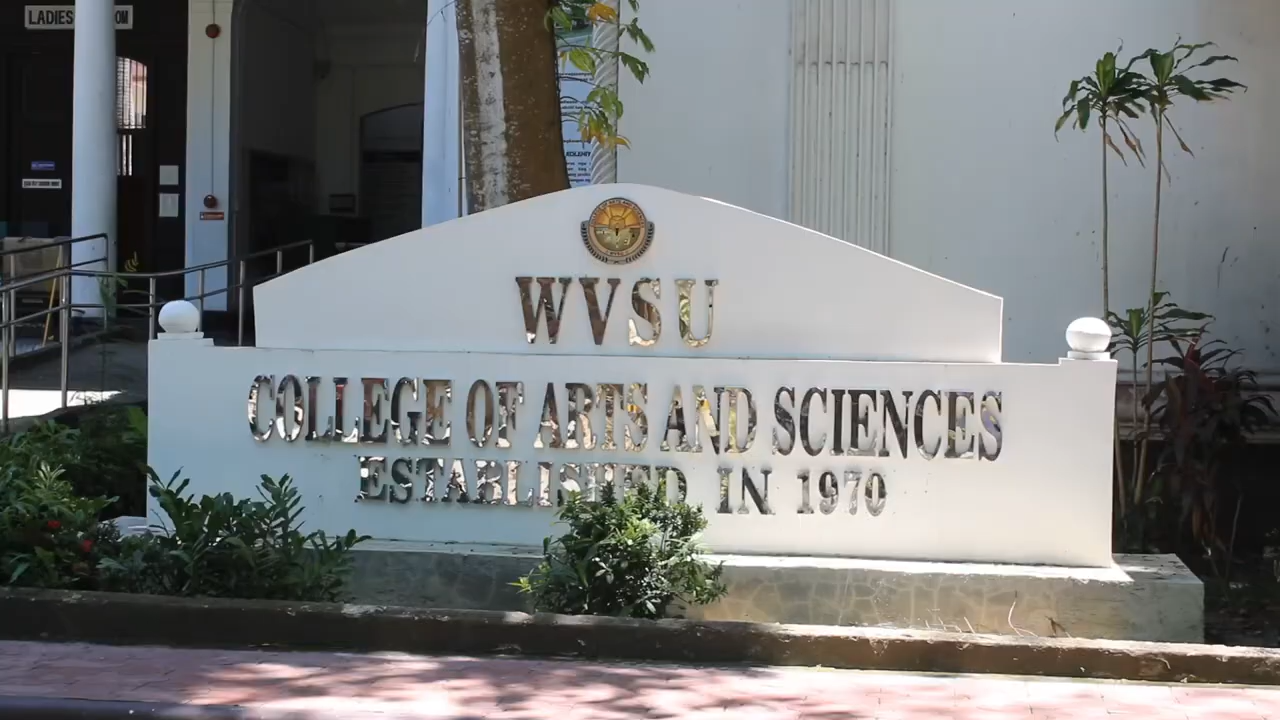 LADIES
WVSU
COLLEGE OF ARTS AND SCIENCES
ESTABLISHED IN 1970